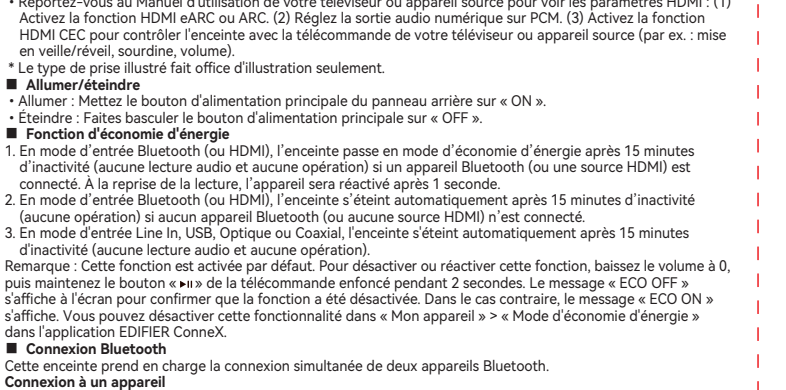 • Reportez-vous au Manuel d'utilisation de votre téléviseur ou appareil source pour voir les paramètres HDMI : (1)
Activez la fonction HDMI eARC ou ARC. (2) Réglez la sortie audio numérique sur PCM. (3) Activez la fonction
HDMI CEC pour contrôler l'enceinte avec la télécommande de votre téléviseur ou appareil source (par ex. : mise
en veille/réveil, sourdine, volume).
* Le type de prise illustré fait office d'illustration seulement.
■ Allumer/éteindre
• Allumer : Mettez le bouton d'alimentation principale du panneau arrière sur « ON ».
• Éteindre : Faites basculer le bouton d'alimentation principale sur « OFF ».
■ Fonction d'économie d'énergie
1. En mode d'entrée Bluetooth (ou HDMI), l'enceinte passe en mode d'économie d'énergie après 15 minutes
d'inactivité (aucune lecture audio et aucune opération) si un appareil Bluetooth (ou une source HDMI) est
connecté. À la reprise de la lecture, l'appareil sera réactivé après 1 seconde.
2. En mode d'entrée Bluetooth (ou HDMI), l'enceinte s'éteint automatiquement après 15 minutes d'inactivité
(aucune opération) si aucun appareil Bluetooth (ou aucune source HDMI) n'est connecté.
3. En mode d'entrée Line In, USB, Optique ou Coaxial, l'enceinte s'éteint automatiquement après 15 minutes
d'inactivité (aucune lecture audio et aucune opération).
Remarque : Cette fonction est activée par défaut. Pour désactiver ou réactiver cette fonction, baissez le volume à 0,
puis maintenez le bouton « ⏯ » de la télécommande enfoncé pendant 2 secondes. Le message « ECO OFF »
s'affiche à l'écran pour confirmer que la fonction a été désactivée. Dans le cas contraire, le message « ECO ON »
s'affiche. Vous pouvez désactiver cette fonctionnalité dans « Mon appareil » > « Mode d'économie d'énergie »
dans l'application EDIFIER ConneX.
■ Connexion Bluetooth
Cette enceinte prend en charge la connexion simultanée de deux appareils Bluetooth.
Connexion à un appareil